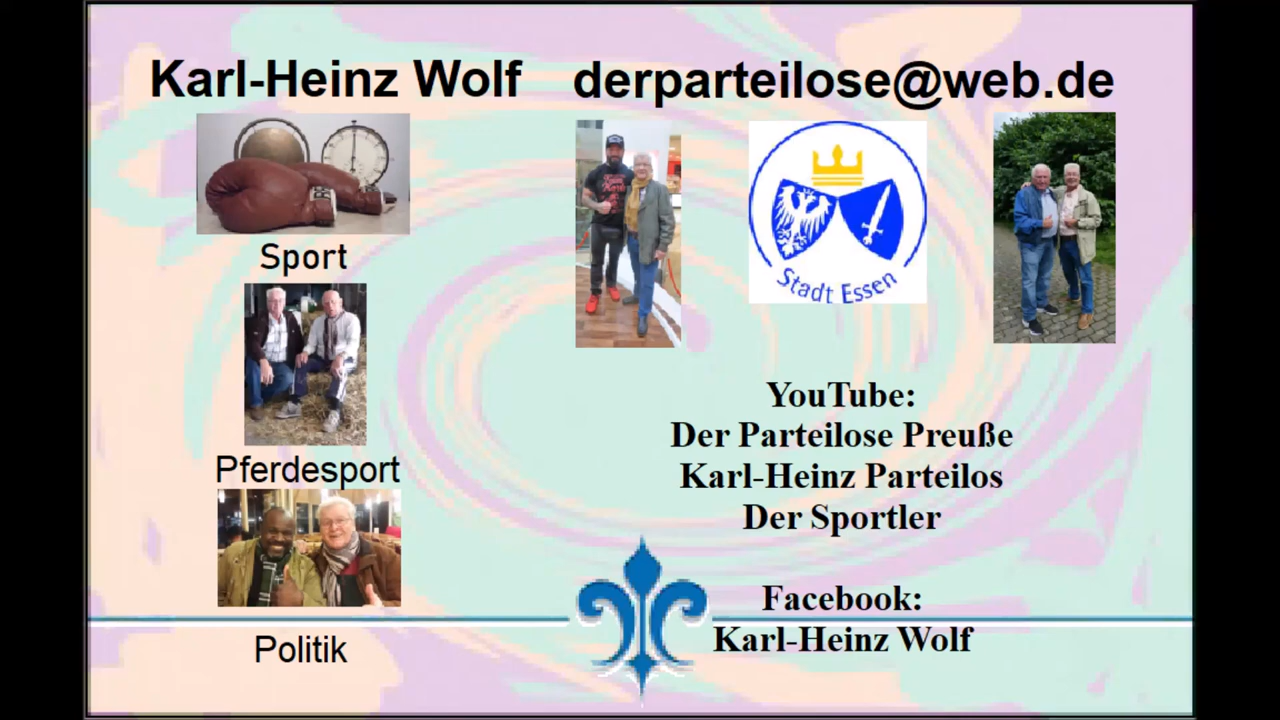 Karl-Heinz Wolf
derparteilose@web.de
Sport
Pferdesport
Politik
Stadt Essen
YouTube:
Der Parteilose Preuße
Karl-Heinz Parteilos
Der Sportler
Facebook:
Karl-Heinz Wolf